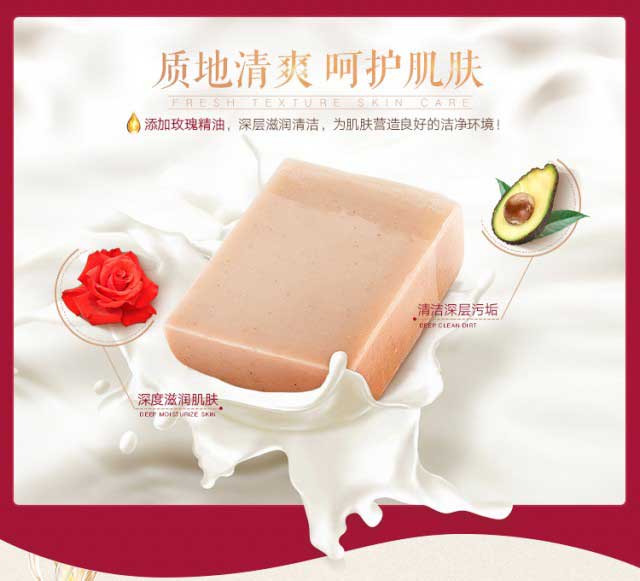 质地清爽 呵护肌肤
FRESH TEXTURE SKIN CARE
添加玫瑰精油，深层滋润清洁，为肌肤营造良好的洁净环境！
清洁深层污垢
DEEP CLEAN DIRT
深度滋润肌肤
DEEP MOISTURIZE SKIN